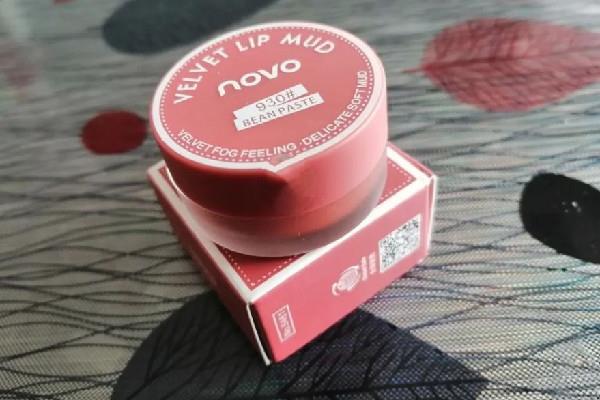 VELVET LIP MUD
novo
930#
BEAN PASTE
VELVET FOG FEELING · DELICATE SOFT MUD